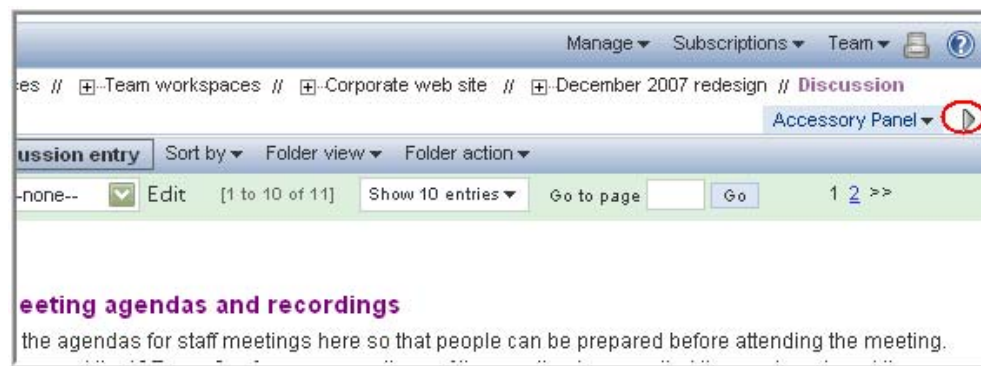 Manage Subscriptions Team
ces // Team workspaces // Corporate web site // December 2007 redesign // Discussion
Accessory Panel
ussion entry Sort by Folder view Folder action
--none-- Edit [1 to 10 of 11] Show 10 entries Go to page Go 1 2 >>
eeting agendas and recordings
the agendas for staff meetings here so that people can be prepared before attending the meeting.